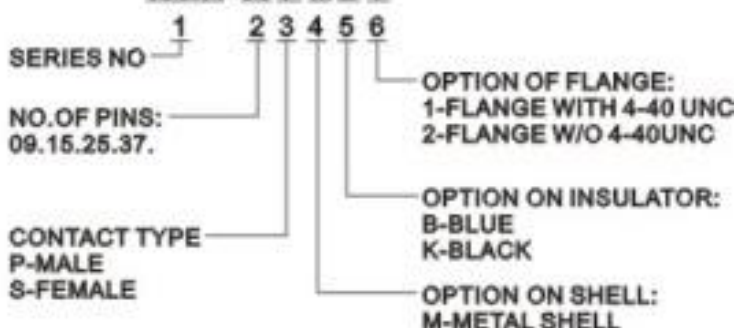 1 2 3 4 5 6
SERIES NO
OPTION OF FLANGE:
1-FLANGE WITH 4-40 UNC
2-FLANGE W/O 4-40UNC
NO.OF PINS:
09.15.25.37.
OPTION ON INSULATOR:
B-BLUE
K-BLACK
CONTACT TYPE
P-MALE
S-FEMALE
OPTION ON SHELL:
M-METAL SHELL